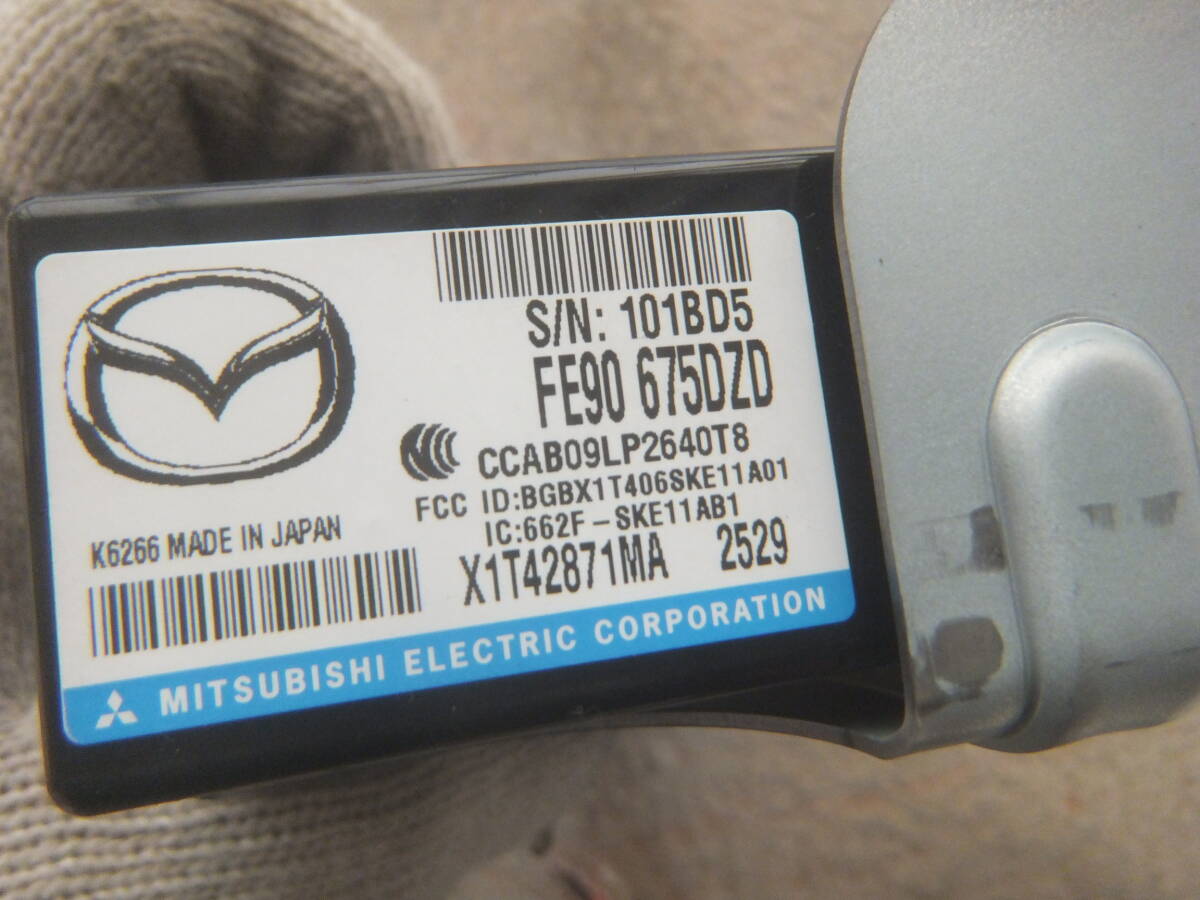 S/N: 101BD5
FE90 675DZD
CCAB09LP2640T8
FCC ID:BGBX1T406SKE11A01
IC:662F-SKE11AB1
K6266 MADE IN JAPAN
X1T42871MA 2529
MITSUBISHI ELECTRIC CORPORATION